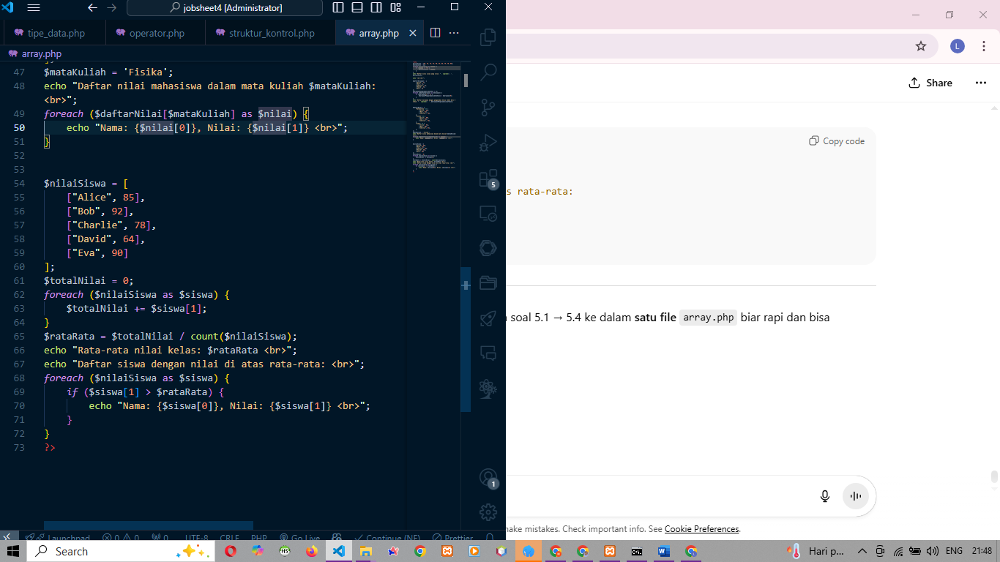 jobsheet4 [Administrator]
tipe_data.php
operator.php
struktur_kontrol.php
array.php
array.php
47 $mataKuliah = 'Fisika';
48 echo "Daftar nilai mahasiswa dalam mata kuliah $mataKuliah:
<br>";
49 foreach ($daftarNilai[$mataKuliah] as $nilai) {
50 echo "Nama: {$nilai[0]}, Nilai: {$nilai[1]} <br>";
51 }
52
53
54 $nilaiSiswa = [
55 ["Alice", 85],
56 ["Bob", 92],
57 ["Charlie", 78],
58 ["David", 64],
59 ["Eva", 90]
60 ];
61 $totalNilai = 0;
62 foreach ($nilaiSiswa as $siswa) {
63 $totalNilai += $siswa[1];
64 }
65 $rataRata = $totalNilai / count($nilaiSiswa);
66 echo "Rata-rata nilai kelas: $rataRata <br>";
67 echo "Daftar siswa dengan nilai di atas rata-rata: <br>";
68 foreach ($nilaiSiswa as $siswa) {
69 if ($siswa[1] > $rataRata) {
70 echo "Nama: {$siswa[0]}, Nilai: {$siswa[1]} <br>";
71 }
72 }
73 ?>
5
1
Launchpad 0 0 0 UTF-8 CRLF PHP Go Live Continue (NE) Prettier
L
Share
Copy code
s rata-rata:
soal 5.1 → 5.4 ke dalam satu file array.php biar rapi dan bisa
make mistakes. Check important info. See Cookie Preferences.
Search
Hari p...
ENG
21:48